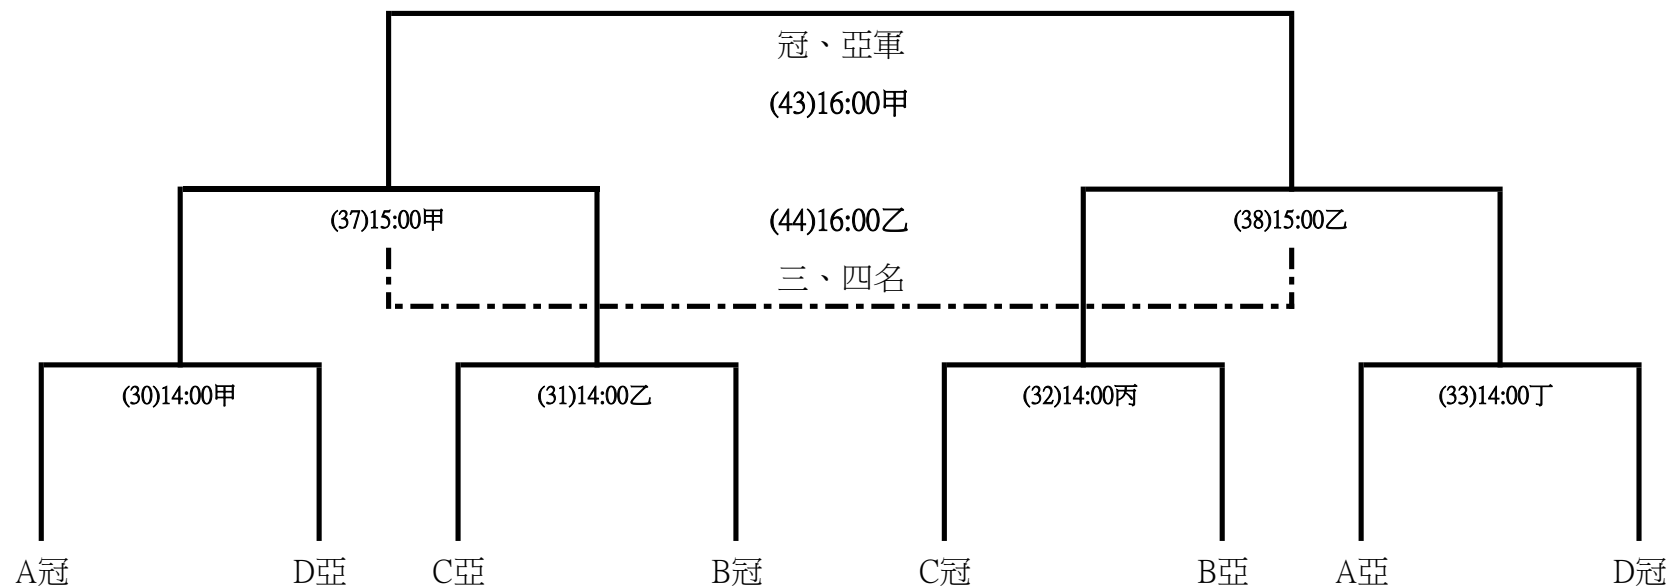 冠、亞軍
(43)16:00甲
(37)15:00甲
(44)16:00乙
(38)15:00乙
三、四名
(30)14:00甲
(31)14:00乙
(32)14:00丙
(33)14:00丁
A冠
D亞
C亞
B冠
C冠
B亞
A亞
D冠